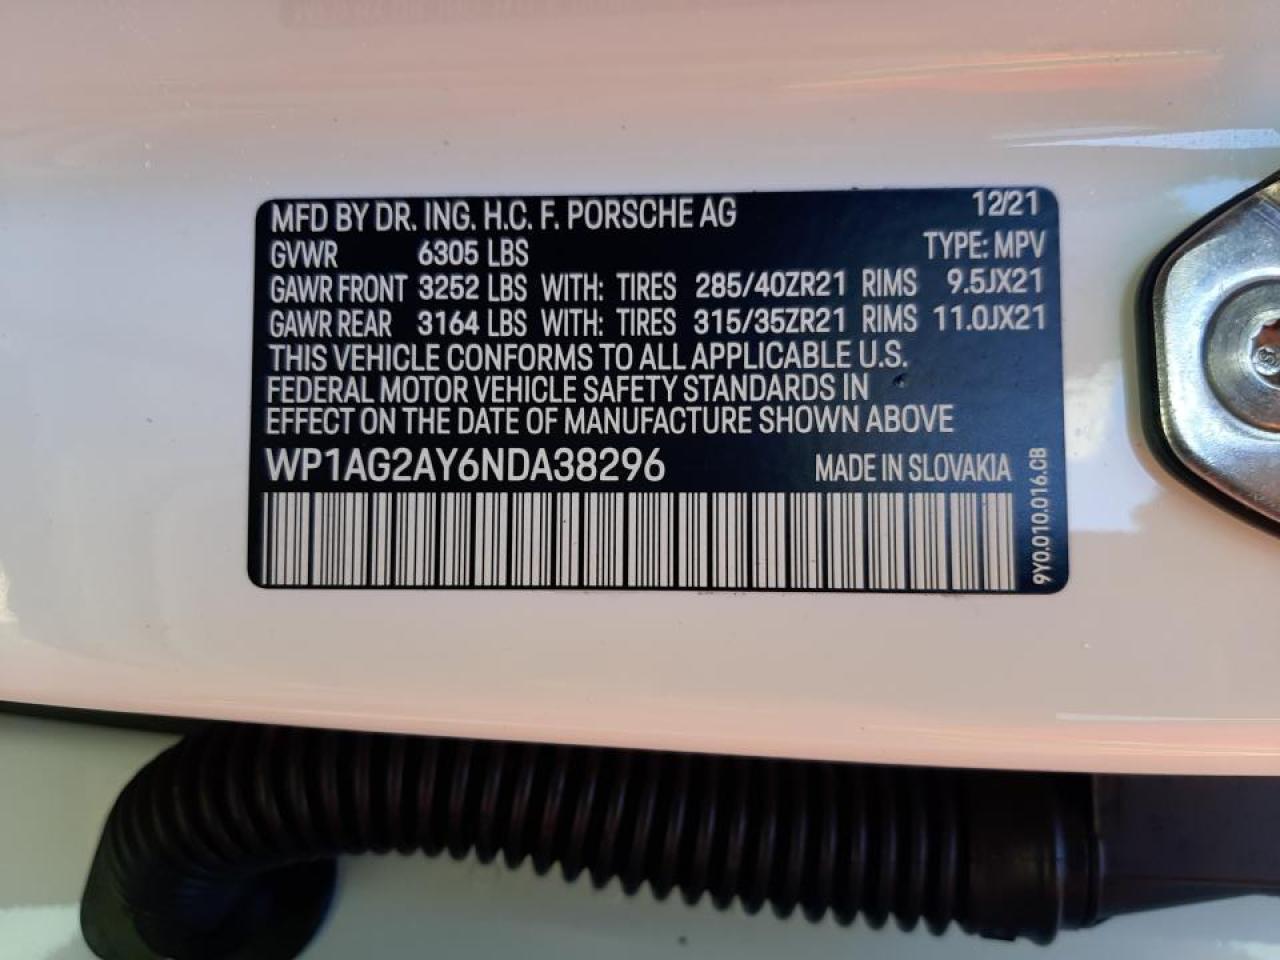 MFD BY DR. ING. H.C. F. PORSCHE AG 12/21
GVWR 6305 LBS TYPE: MPV
GAWR FRONT 3252 LBS WITH: TIRES 285/40ZR21 RIMS 9.5JX21
GAWR REAR 3164 LBS WITH: TIRES 315/35ZR21 RIMS 11.0JX21
THIS VEHICLE CONFORMS TO ALL APPLICABLE U.S.
FEDERAL MOTOR VEHICLE SAFETY STANDARDS IN
EFFECT ON THE DATE OF MANUFACTURE SHOWN ABOVE
WP1AG2AY6NDA38296 MADE IN SLOVAKIA
9Y0.010.016.CB